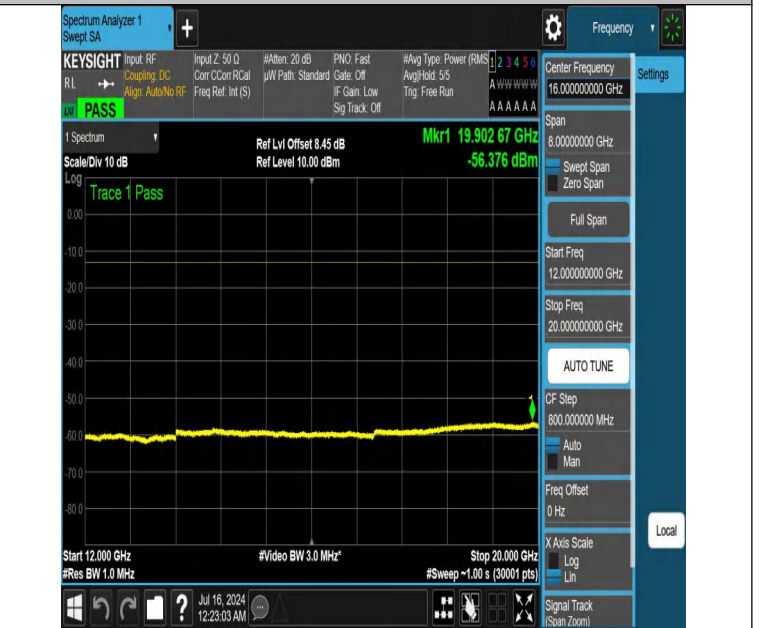 Spectrum Analyzer 1
Swept SA
+
Frequency
KEYSIGHT
RL
PASS
Input: RF
Coupling: DC
Align: Auto/No RF
Input Z: 50 Ω
Corr CCorr RCal
Freq Ref: Int (S)
#Atten: 20 dB
µW Path: Standard
PNO: Fast
Gate: Off
IF Gain: Low
Sig Track: Off
#Avg Type: Power (RMS
Avg|Hold: 5/5
Trig: Free Run
1 2 3 4 5 6
A W W W W W
A A A A A A
1 Spectrum
Scale/Div 10 dB
Log
Ref Lvl Offset 8.45 dB
Ref Level 10.00 dBm
Mkr1 19.902 67 GHz
-56.376 dBm
Trace 1 Pass
0.00
-10.0
-20.0
-30.0
-40.0
-50.0
-60.0
-70.0
-80.0
1
Start 12.000 GHz
#Res BW 1.0 MHz
#Video BW 3.0 MHz*
Stop 20.000 GHz
#Sweep ~1.00 s (30001 pts)
?
Jul 16, 2024
12:23:03 AM
Center Frequency
16.000000000 GHz
Settings
Span
8.00000000 GHz
Swept Span
Zero Span
Full Span
Start Freq
12.000000000 GHz
Stop Freq
20.000000000 GHz
AUTO TUNE
CF Step
800.000000 MHz
Auto
Man
Freq Offset
0 Hz
X Axis Scale
Log
Lin
Local
Signal Track
(Span Zoom)